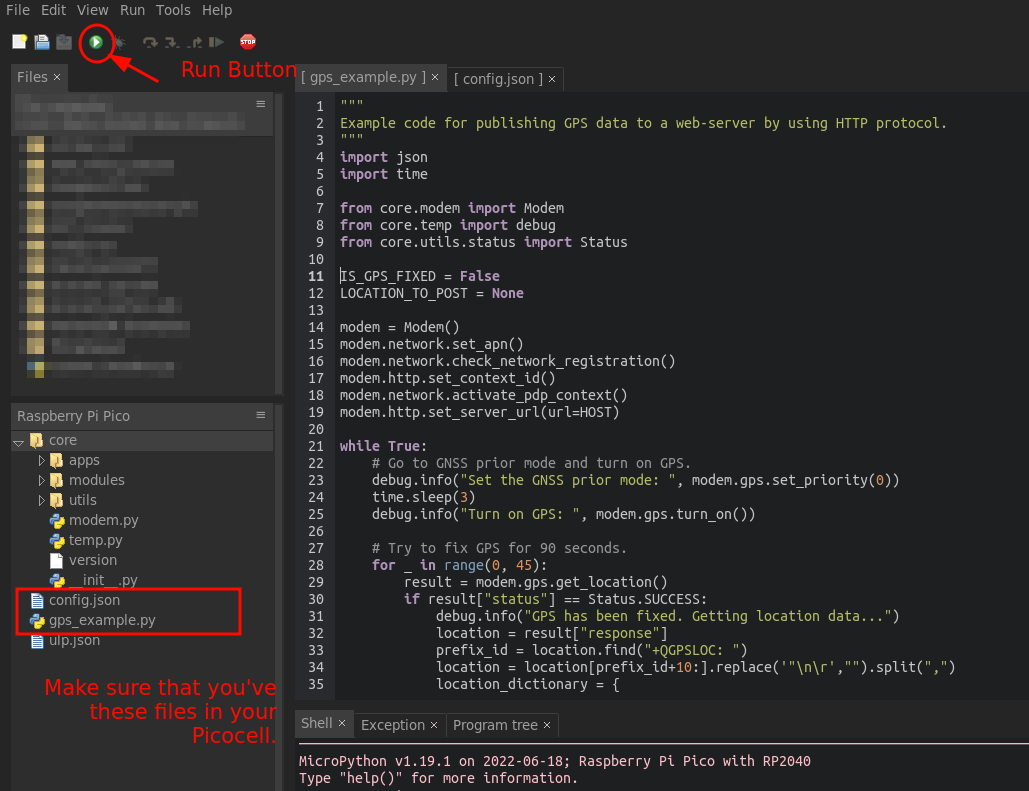 File Edit View Run Tools Help
STOP
Run Button
Files ×
[ gps_example.py ] × [ config.json ] ×
1 """
2 Example code for publishing GPS data to a web-server by using HTTP protocol.
3 """
4 import json
5 import time
6
7 from core.modem import Modem
8 from core.temp import debug
9 from core.utils.status import Status
10
11 IS_GPS_FIXED = False
12 LOCATION_TO_POST = None
13
14 modem = Modem()
15 modem.network.set_apn()
16 modem.network.check_network_registration()
17 modem.http.set_context_id()
18 modem.network.activate_pdp_context()
19 modem.http.set_server_url(url=HOST)
20
21 while True:
22     # Go to GNSS prior mode and turn on GPS.
23     debug.info("Set the GNSS prior mode: ", modem.gps.set_priority(0))
24     time.sleep(3)
25     debug.info("Turn on GPS: ", modem.gps.turn_on())
26
27     # Try to fix GPS for 90 seconds.
28     for _ in range(0, 45):
29         result = modem.gps.get_location()
30         if result["status"] == Status.SUCCESS:
31             debug.info("GPS has been fixed. Getting location data...")
32             location = result["response"]
33             prefix_id = location.find("+QGPSLOC: ")
34             location = location[prefix_id+10:].replace('"\n\r',"").split(",")
35             location_dictionary = {
Raspberry Pi Pico
core
apps
modules
utils
modem.py
temp.py
version
__init__.py
config.json
gps_example.py
ulp.json
Make sure that you've
these files in your
Picocell.
Shell × Exception × Program tree ×
MicroPython v1.19.1 on 2022-06-18; Raspberry Pi Pico with RP2040
Type "help()" for more information.